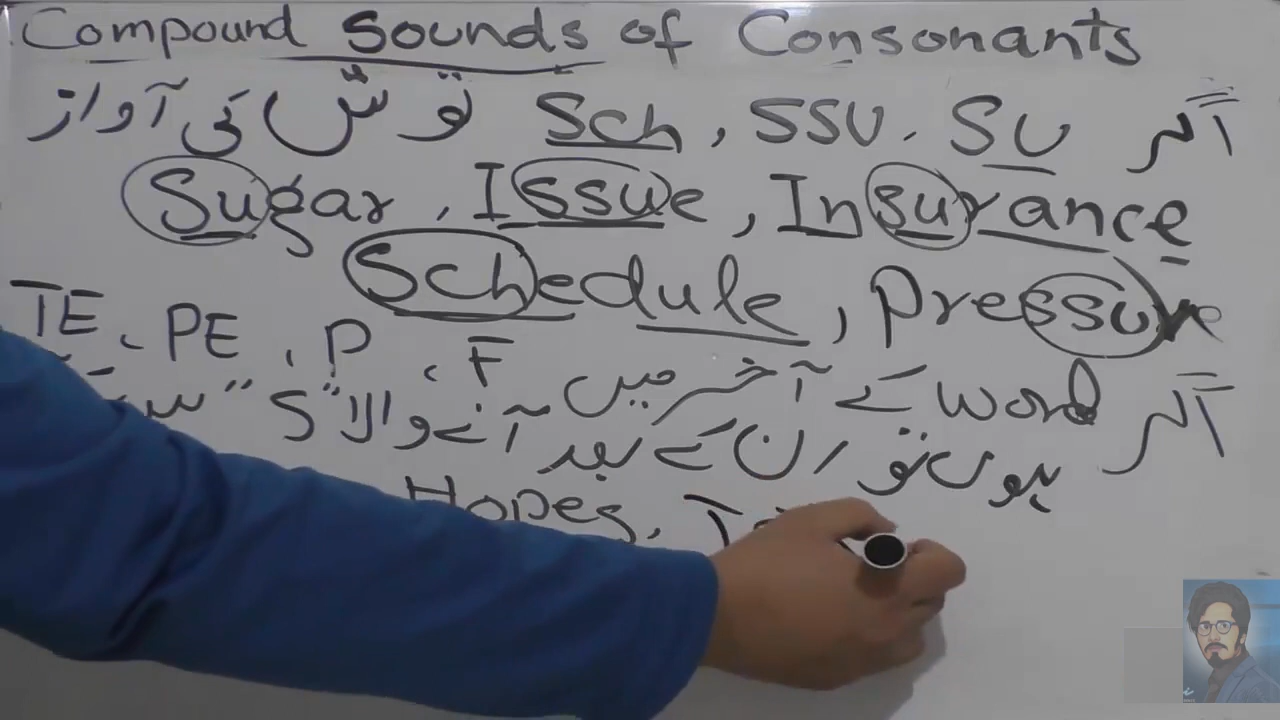 Compound Sounds of Consonants
اگر SU, SSU, Sch تو ش کی آواز
Sugar, Issue, Insurance
Schedule, Pressure
TE, PE, P, F
اگر Word کے آخر میں
ہوں تو ان کے بعد آنے والا "S" س
Hopes,